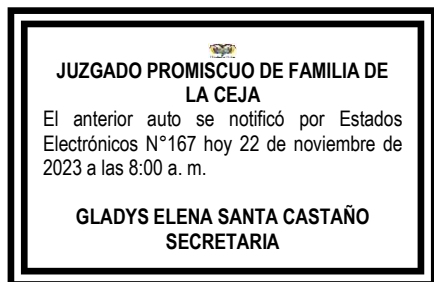 JUZGADO PROMISCUO DE FAMILIA DE
LA CEJA
El anterior auto se notificó por Estados
Electrónicos N°167 hoy 22 de noviembre de
2023 a las 8:00 a. m.
GLADYS ELENA SANTA CASTAÑO
SECRETARIA